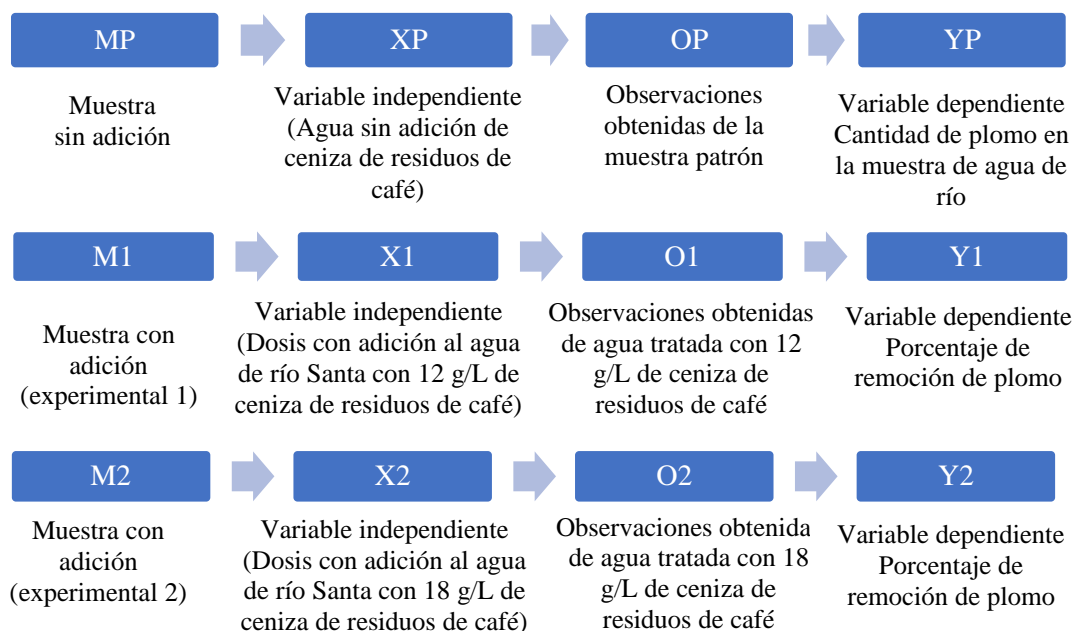 MP
XP
OP
YP
Muestra
sin adición
Variable independiente
(Agua sin adición de
ceniza de residuos de
café)
Observaciones
obtenidas de la
muestra patrón
Variable dependiente
Cantidad de plomo en
la muestra de agua de
río
M1
X1
O1
Y1
Muestra con
adición
(experimental 1)
Variable independiente
(Dosis con adición al agua
de río Santa con 12 g/L de
ceniza de residuos de café)
Observaciones obtenidas
de agua tratada con 12
g/L de ceniza de
residuos de café
Variable dependiente
Porcentaje de
remoción de plomo
M2
X2
O2
Y2
Muestra con
adición
(experimental 2)
Variable independiente
(Dosis con adición al agua
de río Santa con 18 g/L de
ceniza de residuos de café)
Observaciones obtenida
de agua tratada con 18
g/L de ceniza de
residuos de café
Variable dependiente
Porcentaje de
remoción de plomo